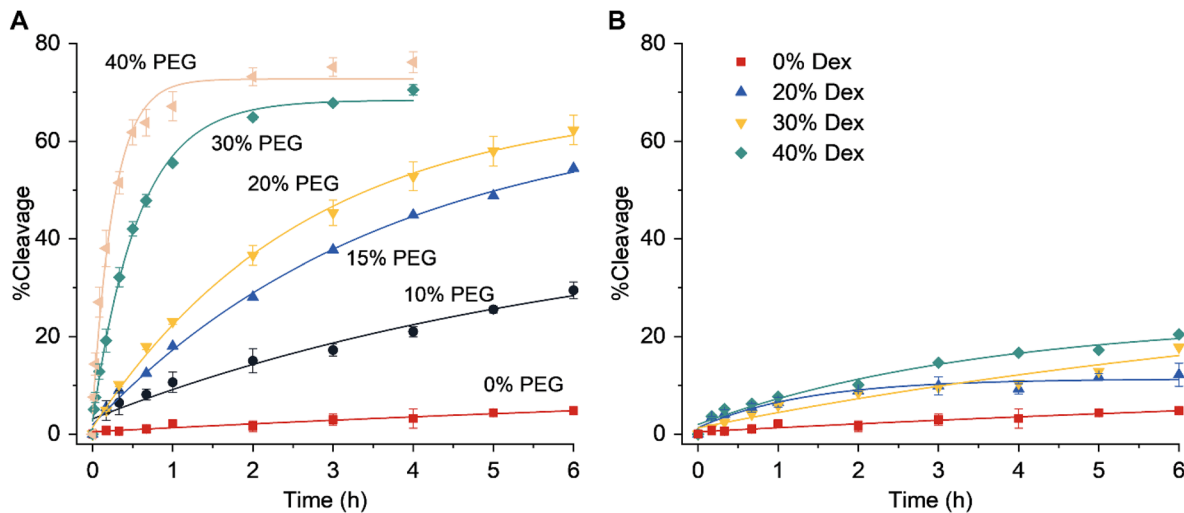 A
B
80
60
40
20
0
%Cleavage
40% PEG
30% PEG
20% PEG
15% PEG
10% PEG
0% PEG
0 1 2 3 4 5 6
Time (h)
80
60
40
20
0
%Cleavage
0% Dex
20% Dex
30% Dex
40% Dex
0 1 2 3 4 5 6
Time (h)